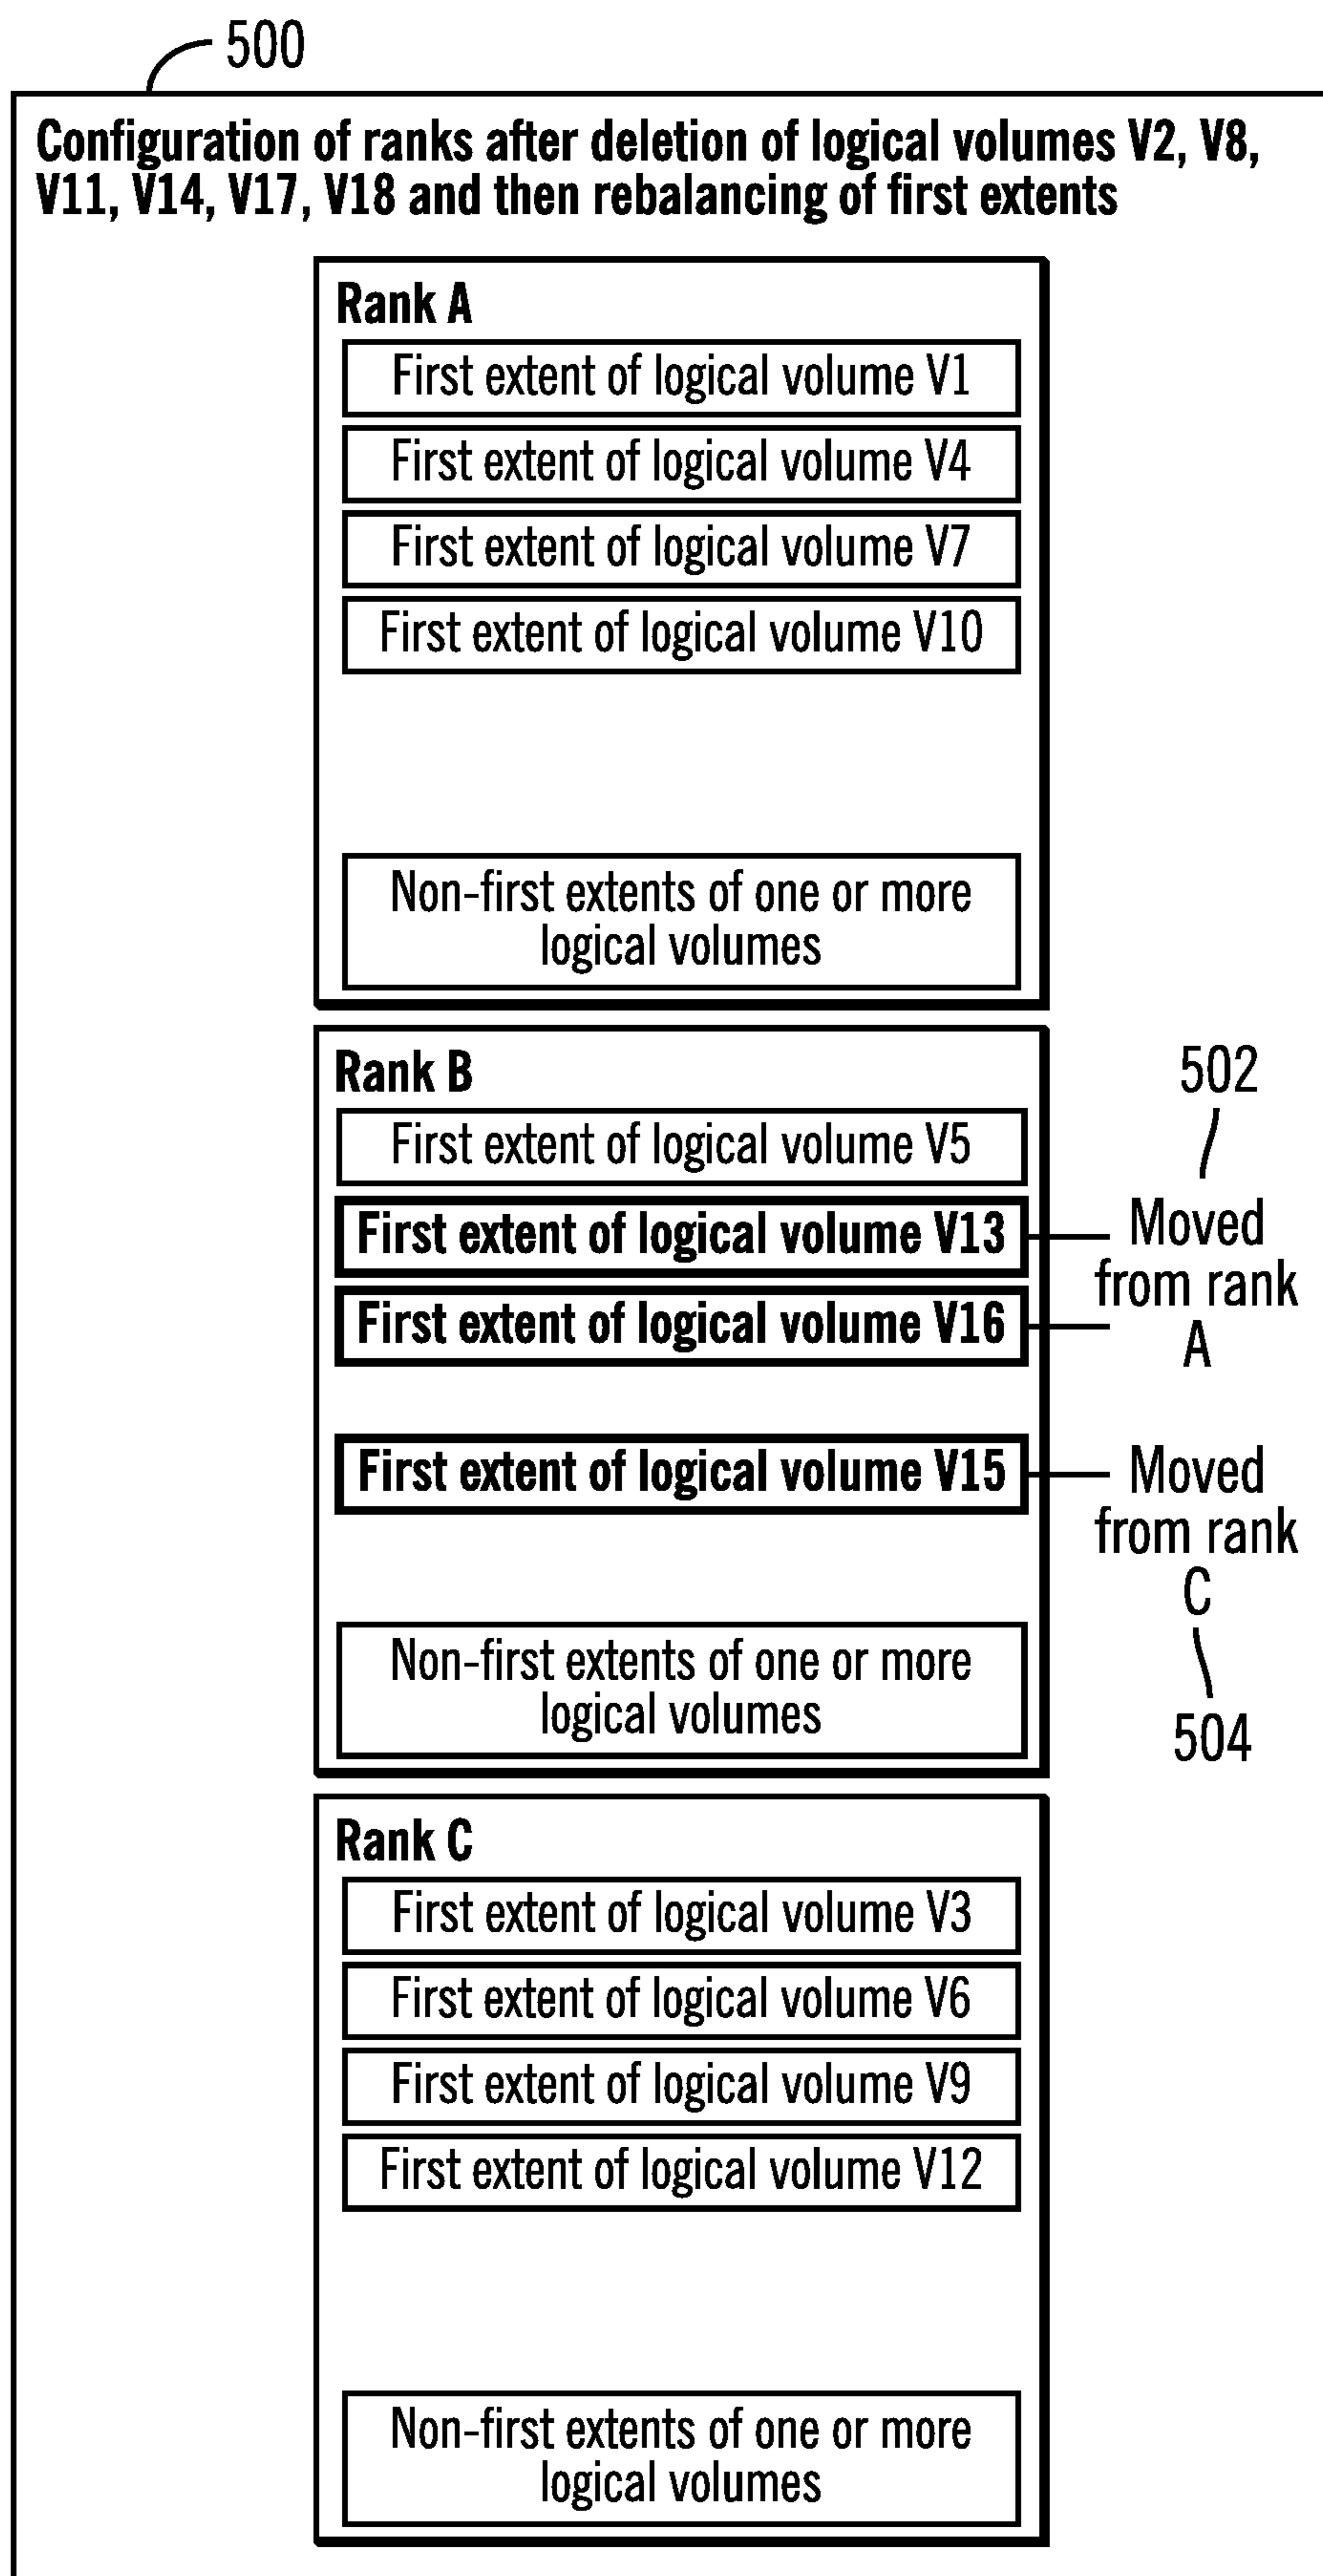 500
Configuration of ranks after deletion of logical volumes V2, V8,
V11, V14, V17, V18 and then rebalancing of first extents
Rank A
First extent of logical volume V1
First extent of logical volume V4
First extent of logical volume V7
First extent of logical volume V10
Non-first extents of one or more
logical volumes
Rank B
First extent of logical volume V5
First extent of logical volume V13
First extent of logical volume V16
502
Moved
from rank
A
First extent of logical volume V15
Moved
from rank
C
504
Non-first extents of one or more
logical volumes
Rank C
First extent of logical volume V3
First extent of logical volume V6
First extent of logical volume V9
First extent of logical volume V12
Non-first extents of one or more
logical volumes